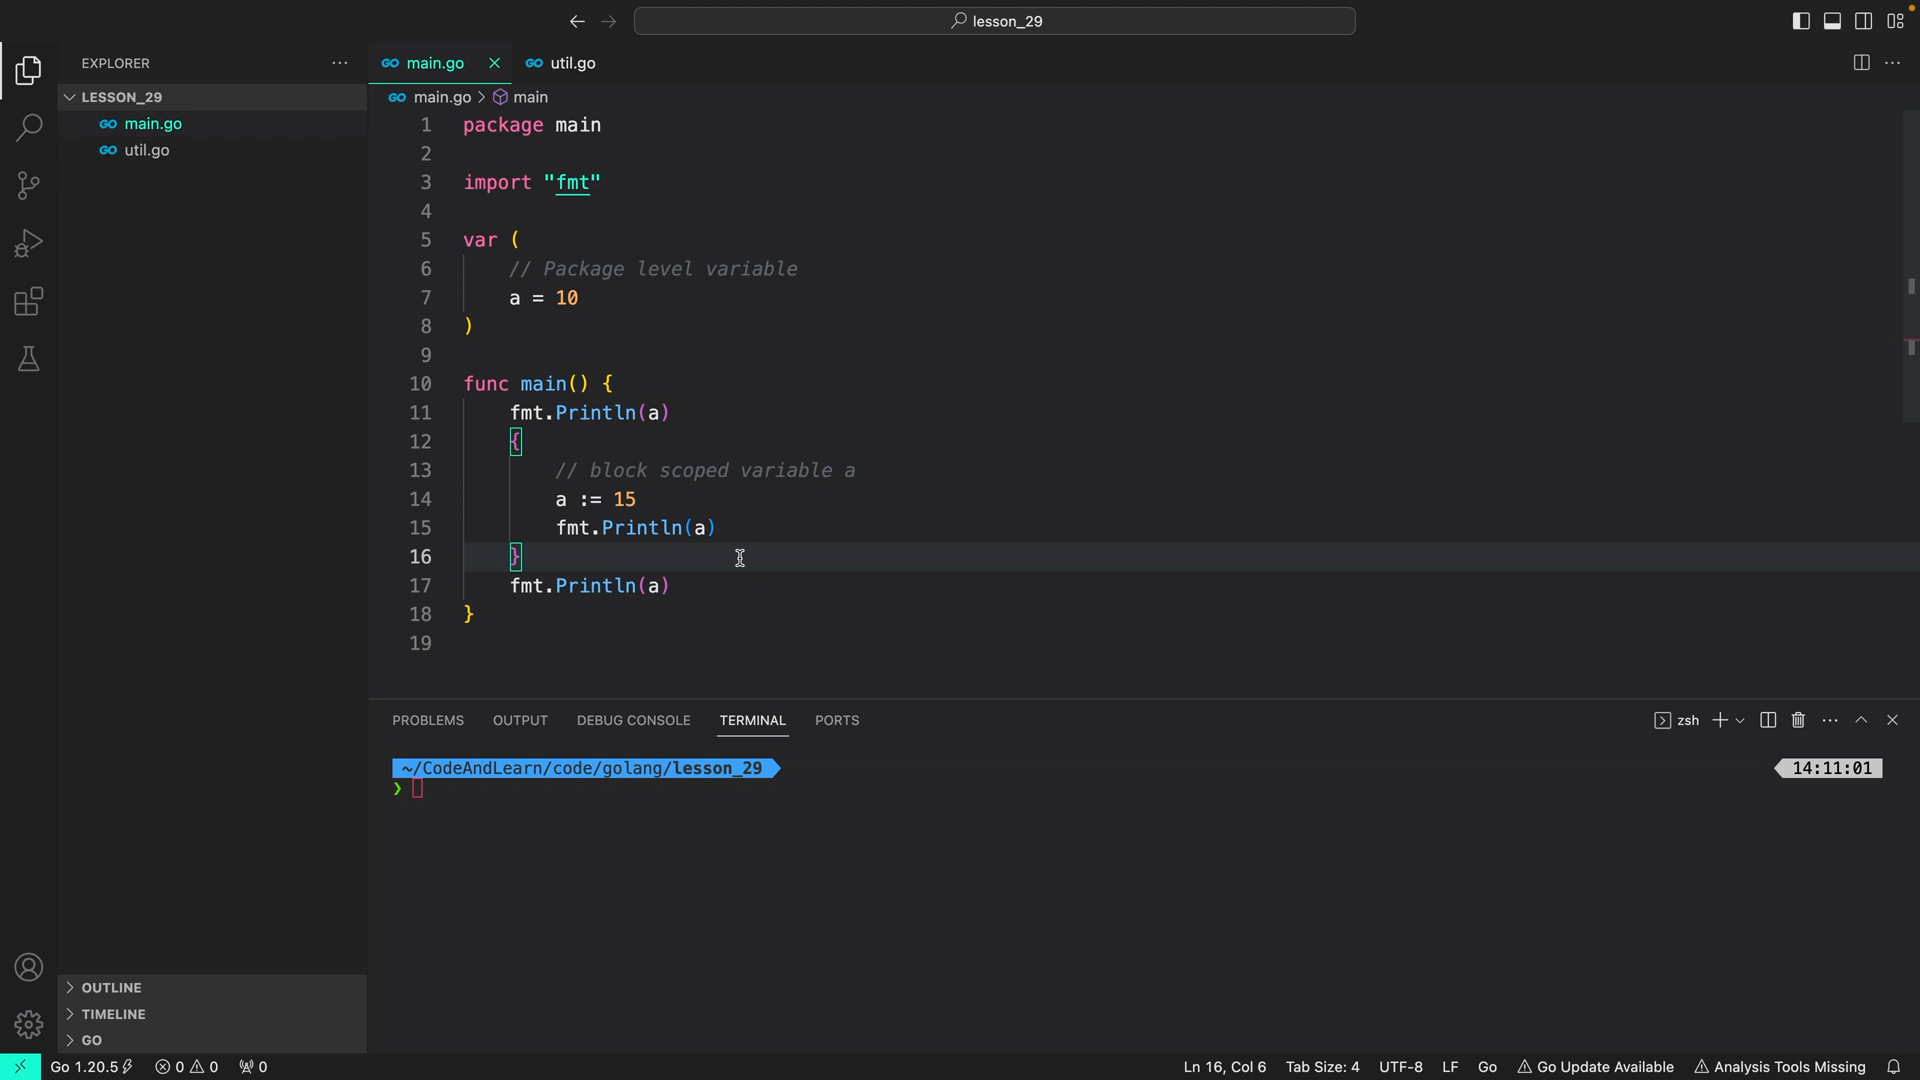 lesson_29
EXPLORER
LESSON_29
main.go
util.go
OUTLINE
TIMELINE
GO
main.go
util.go
main.go > main
1 package main
2
3 import "fmt"
4
5 var (
6 // Package level variable
7 a = 10
8 )
9
10 func main() {
11 fmt.Println(a)
12 {
13 // block scoped variable a
14 a := 15
15 fmt.Println(a)
16 }
17 fmt.Println(a)
18 }
19
PROBLEMS OUTPUT DEBUG CONSOLE TERMINAL PORTS zsh
~/CodeAndLearn/code/golang/lesson_29 14:11:01
❯
Go 1.20.5 0 0 0 Ln 16, Col 6 Tab Size: 4 UTF-8 LF Go Go Update Available Analysis Tools Missing